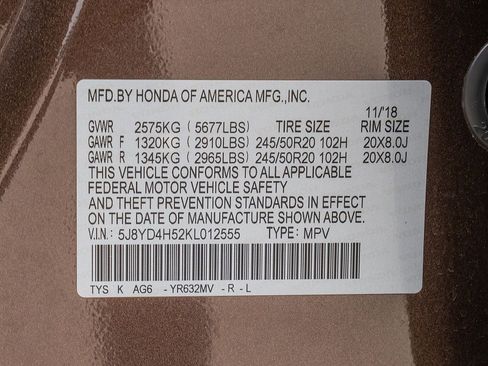 MFD.BY HONDA OF AMERICA MFG.,INC.
11/'18
GVWR 2575KG ( 5677LBS) TIRE SIZE RIM SIZE
GAWR F 1320KG ( 2910LBS) 245/50R20 102H 20X8.0J
GAWR R 1345KG ( 2965LBS) 245/50R20 102H 20X8.0J
THIS VEHICLE CONFORMS TO ALL APPLICABLE
FEDERAL MOTOR VEHICLE SAFETY
AND THEFT PREVENTION STANDARDS IN EFFECT
ON THE DATE OF MANUFACTURE SHOWN ABOVE.
V.I.N.: 5J8YD4H52KL012555 TYPE: MPV
TYS K AG6 - YR632MV - R - L